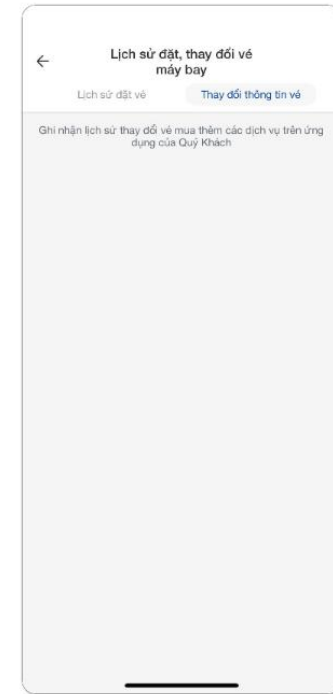 Lịch sử đặt, thay đổi vé
máy bay
Lịch sử đặt vé
Thay đổi thông tin vé
Ghi nhận lịch sử thay đổi vé mua thêm các dịch vụ trên ứng
dụng của Quý Khách